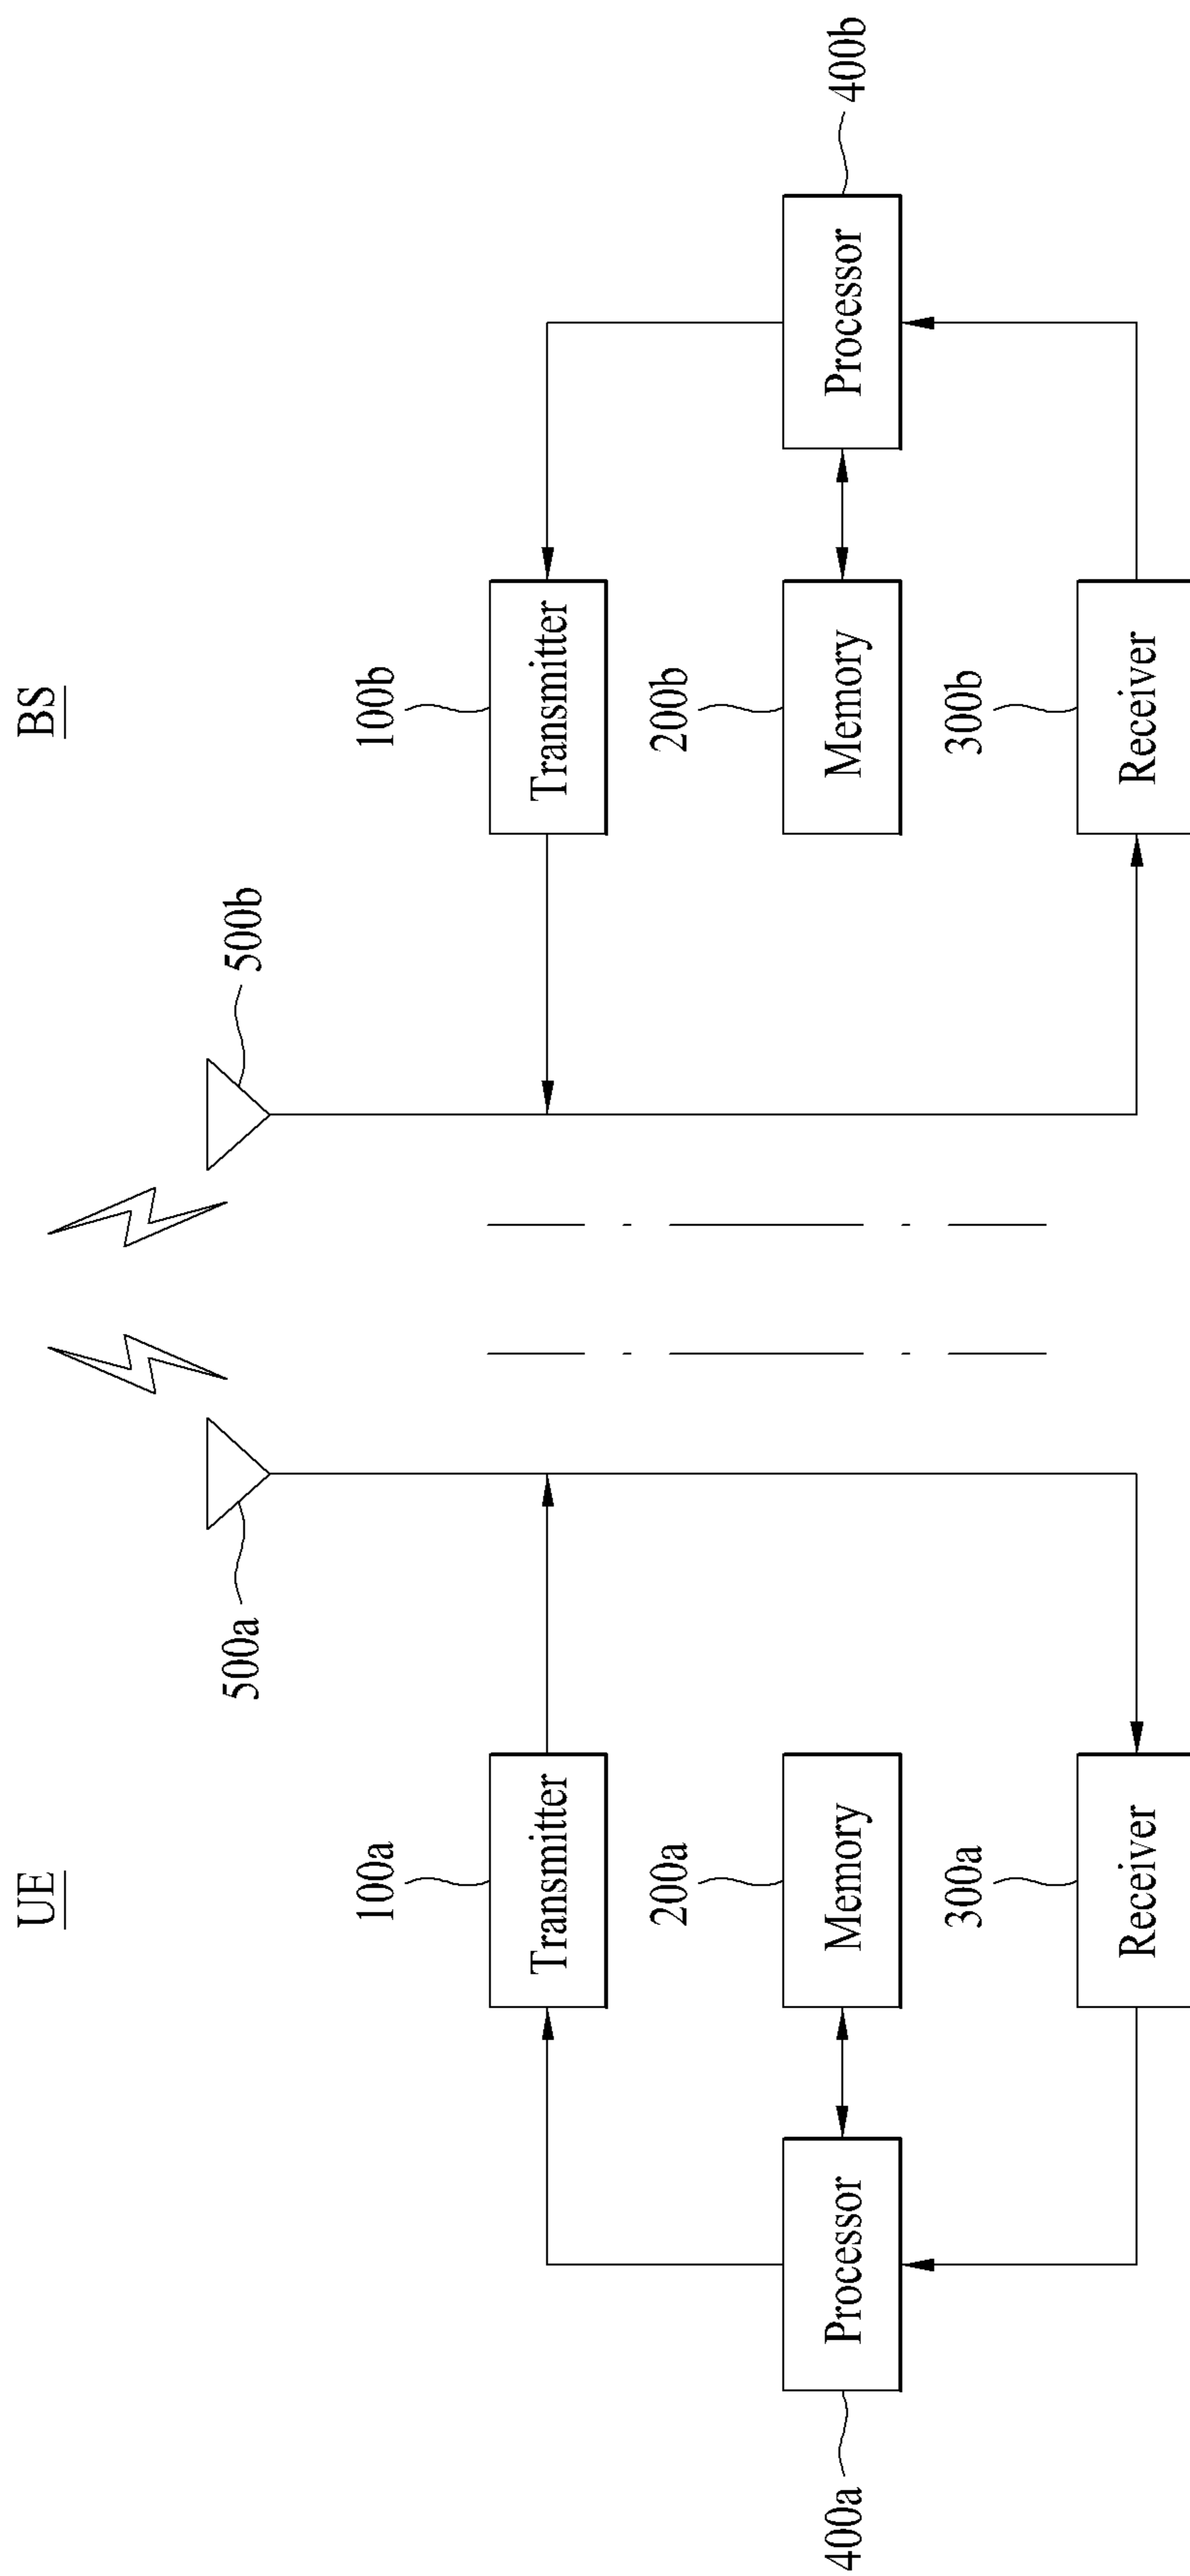 UE
BS
500a
500b
100a
Transmitter
100b
Transmitter
400a
Processor
200a
Memory
200b
Memory
Processor
400b
300a
Receiver
300b
Receiver